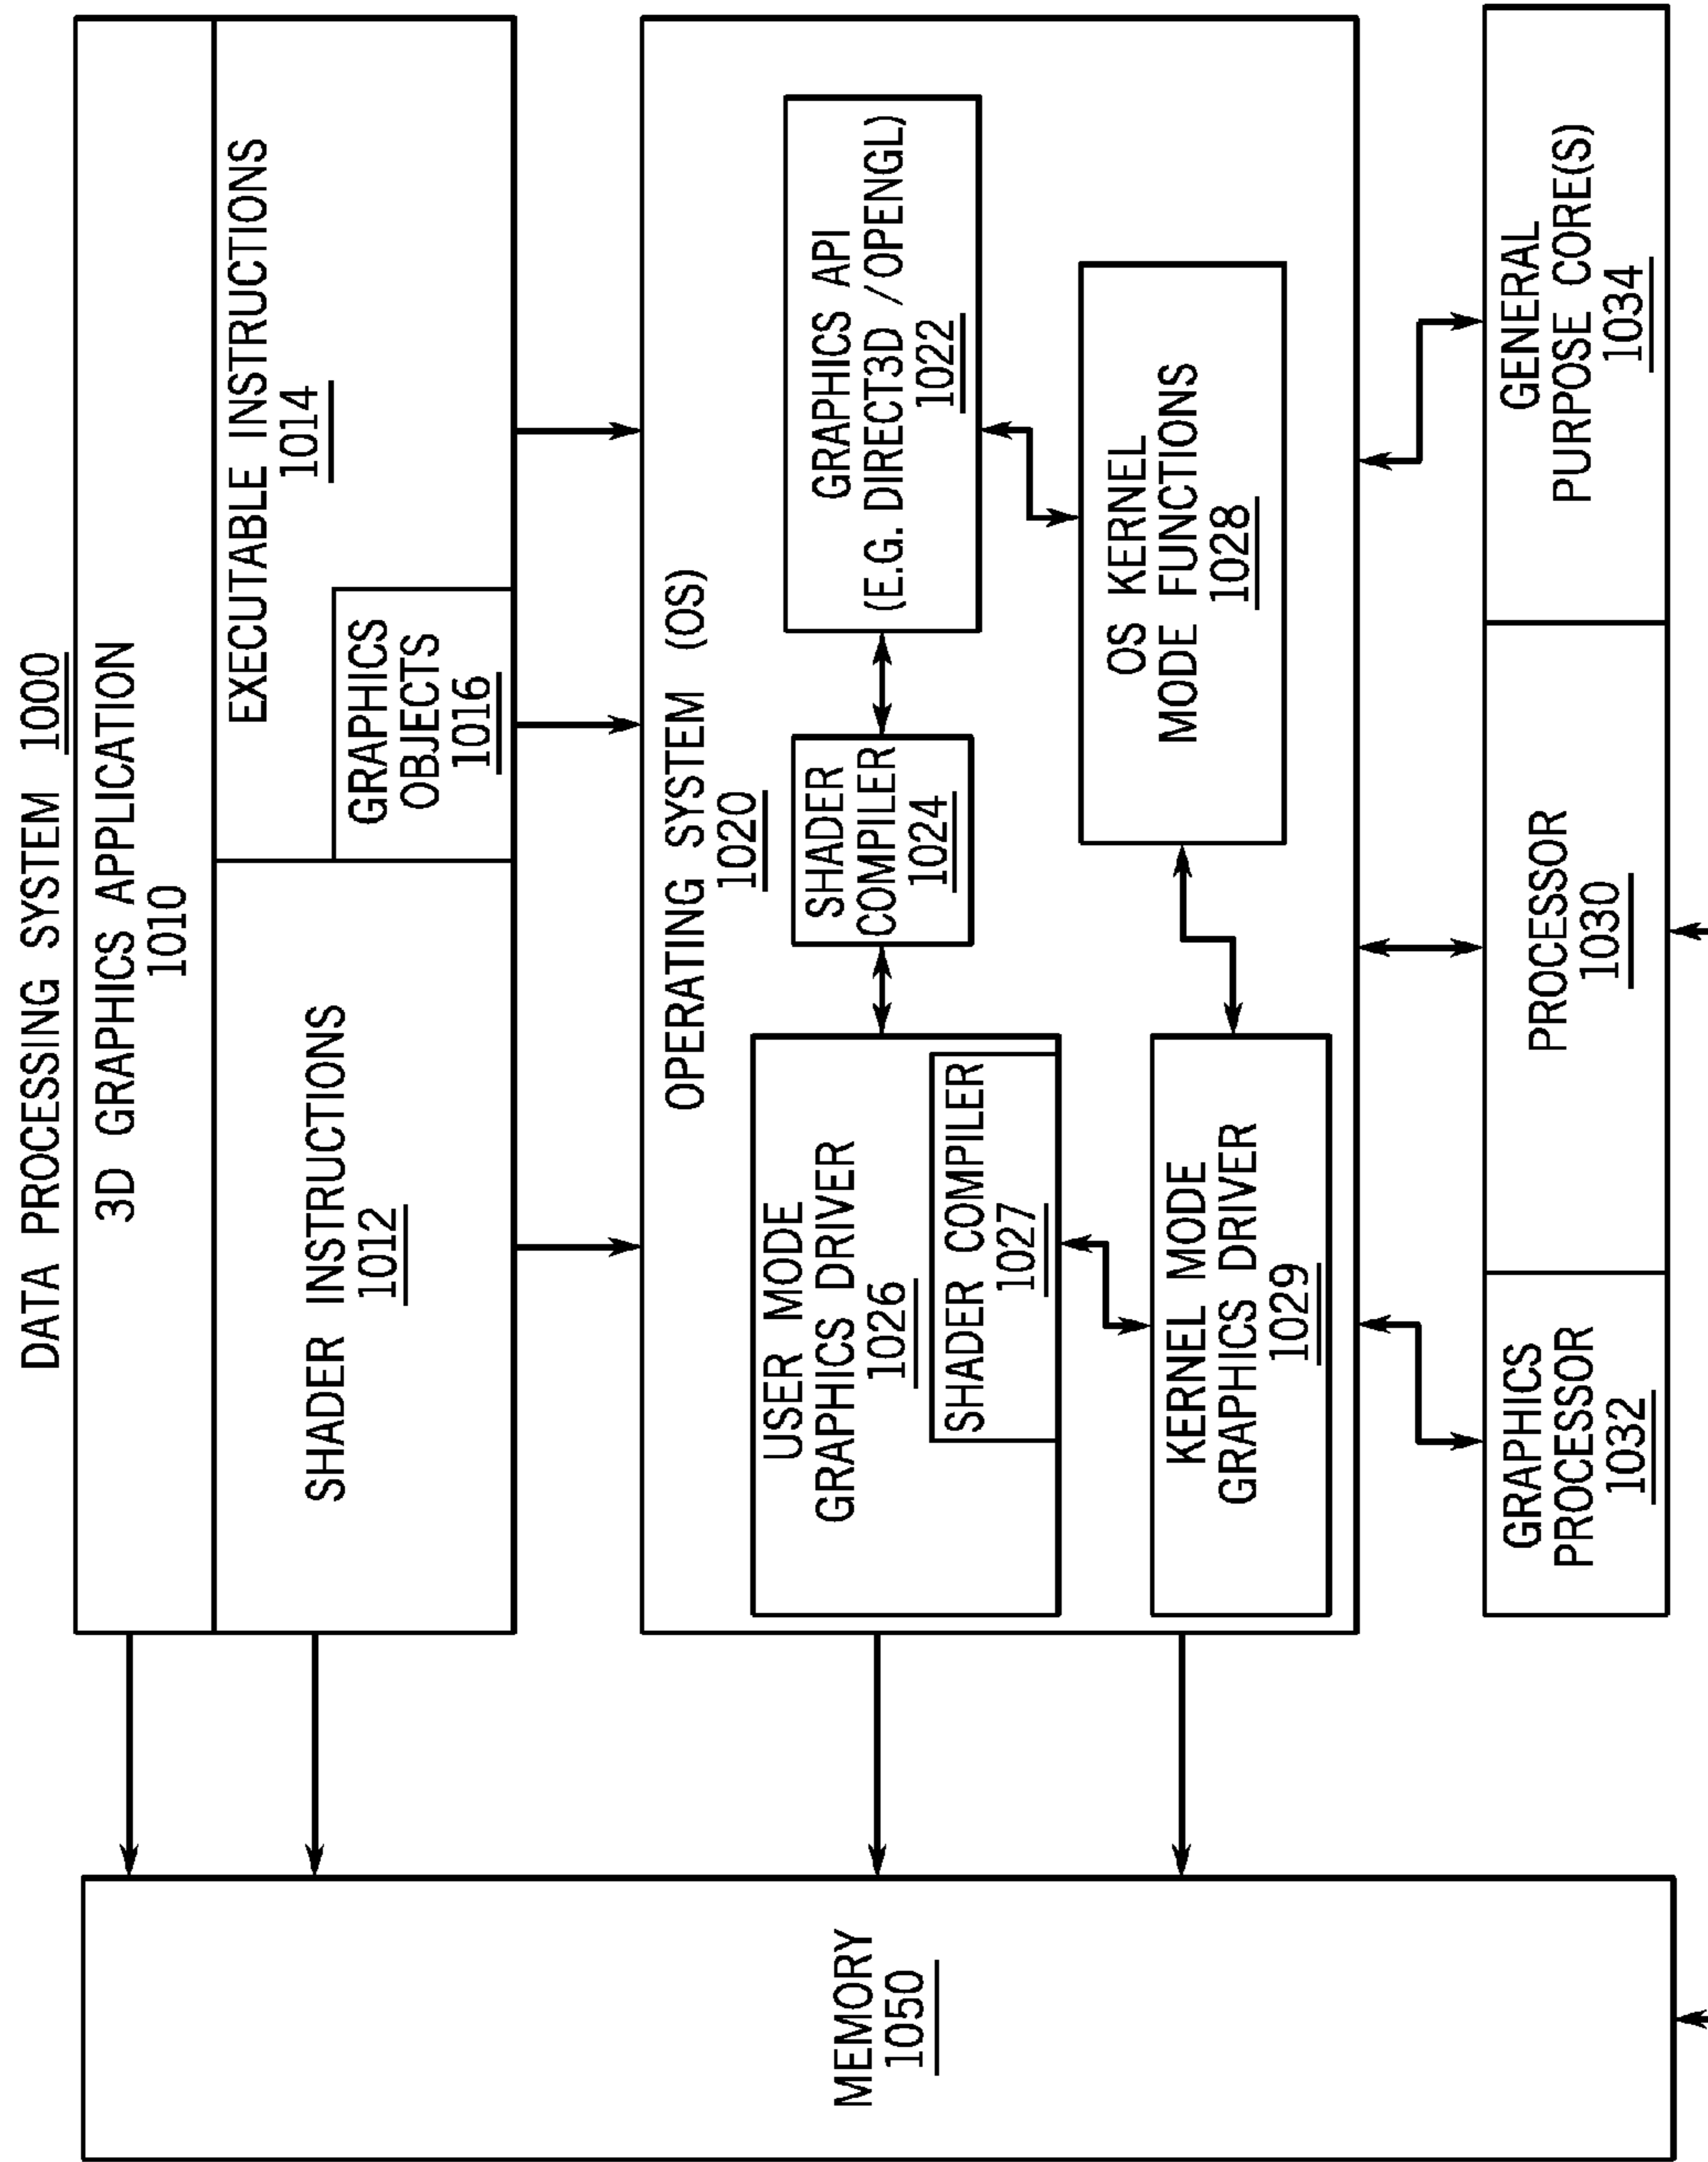 DATA PROCESSING SYSTEM 1000
3D GRAPHICS APPLICATION
1010
SHADER INSTRUCTIONS
1012
EXECUTABLE INSTRUCTIONS
1014
GRAPHICS
OBJECTS
1016
OPERATING SYSTEM (OS)
1020
USER MODE
GRAPHICS DRIVER
1026
SHADER COMPILER
1027
SHADER
COMPILER
1024
GRAPHICS API
(E.G. DIRECT3D /OPENGL)
1022
KERNEL MODE
GRAPHICS DRIVER
1029
OS KERNEL
MODE FUNCTIONS
1028
MEMORY
1050
GRAPHICS
PROCESSOR
1032
PROCESSOR
1030
GENERAL
PURPOSE CORE(S)
1034